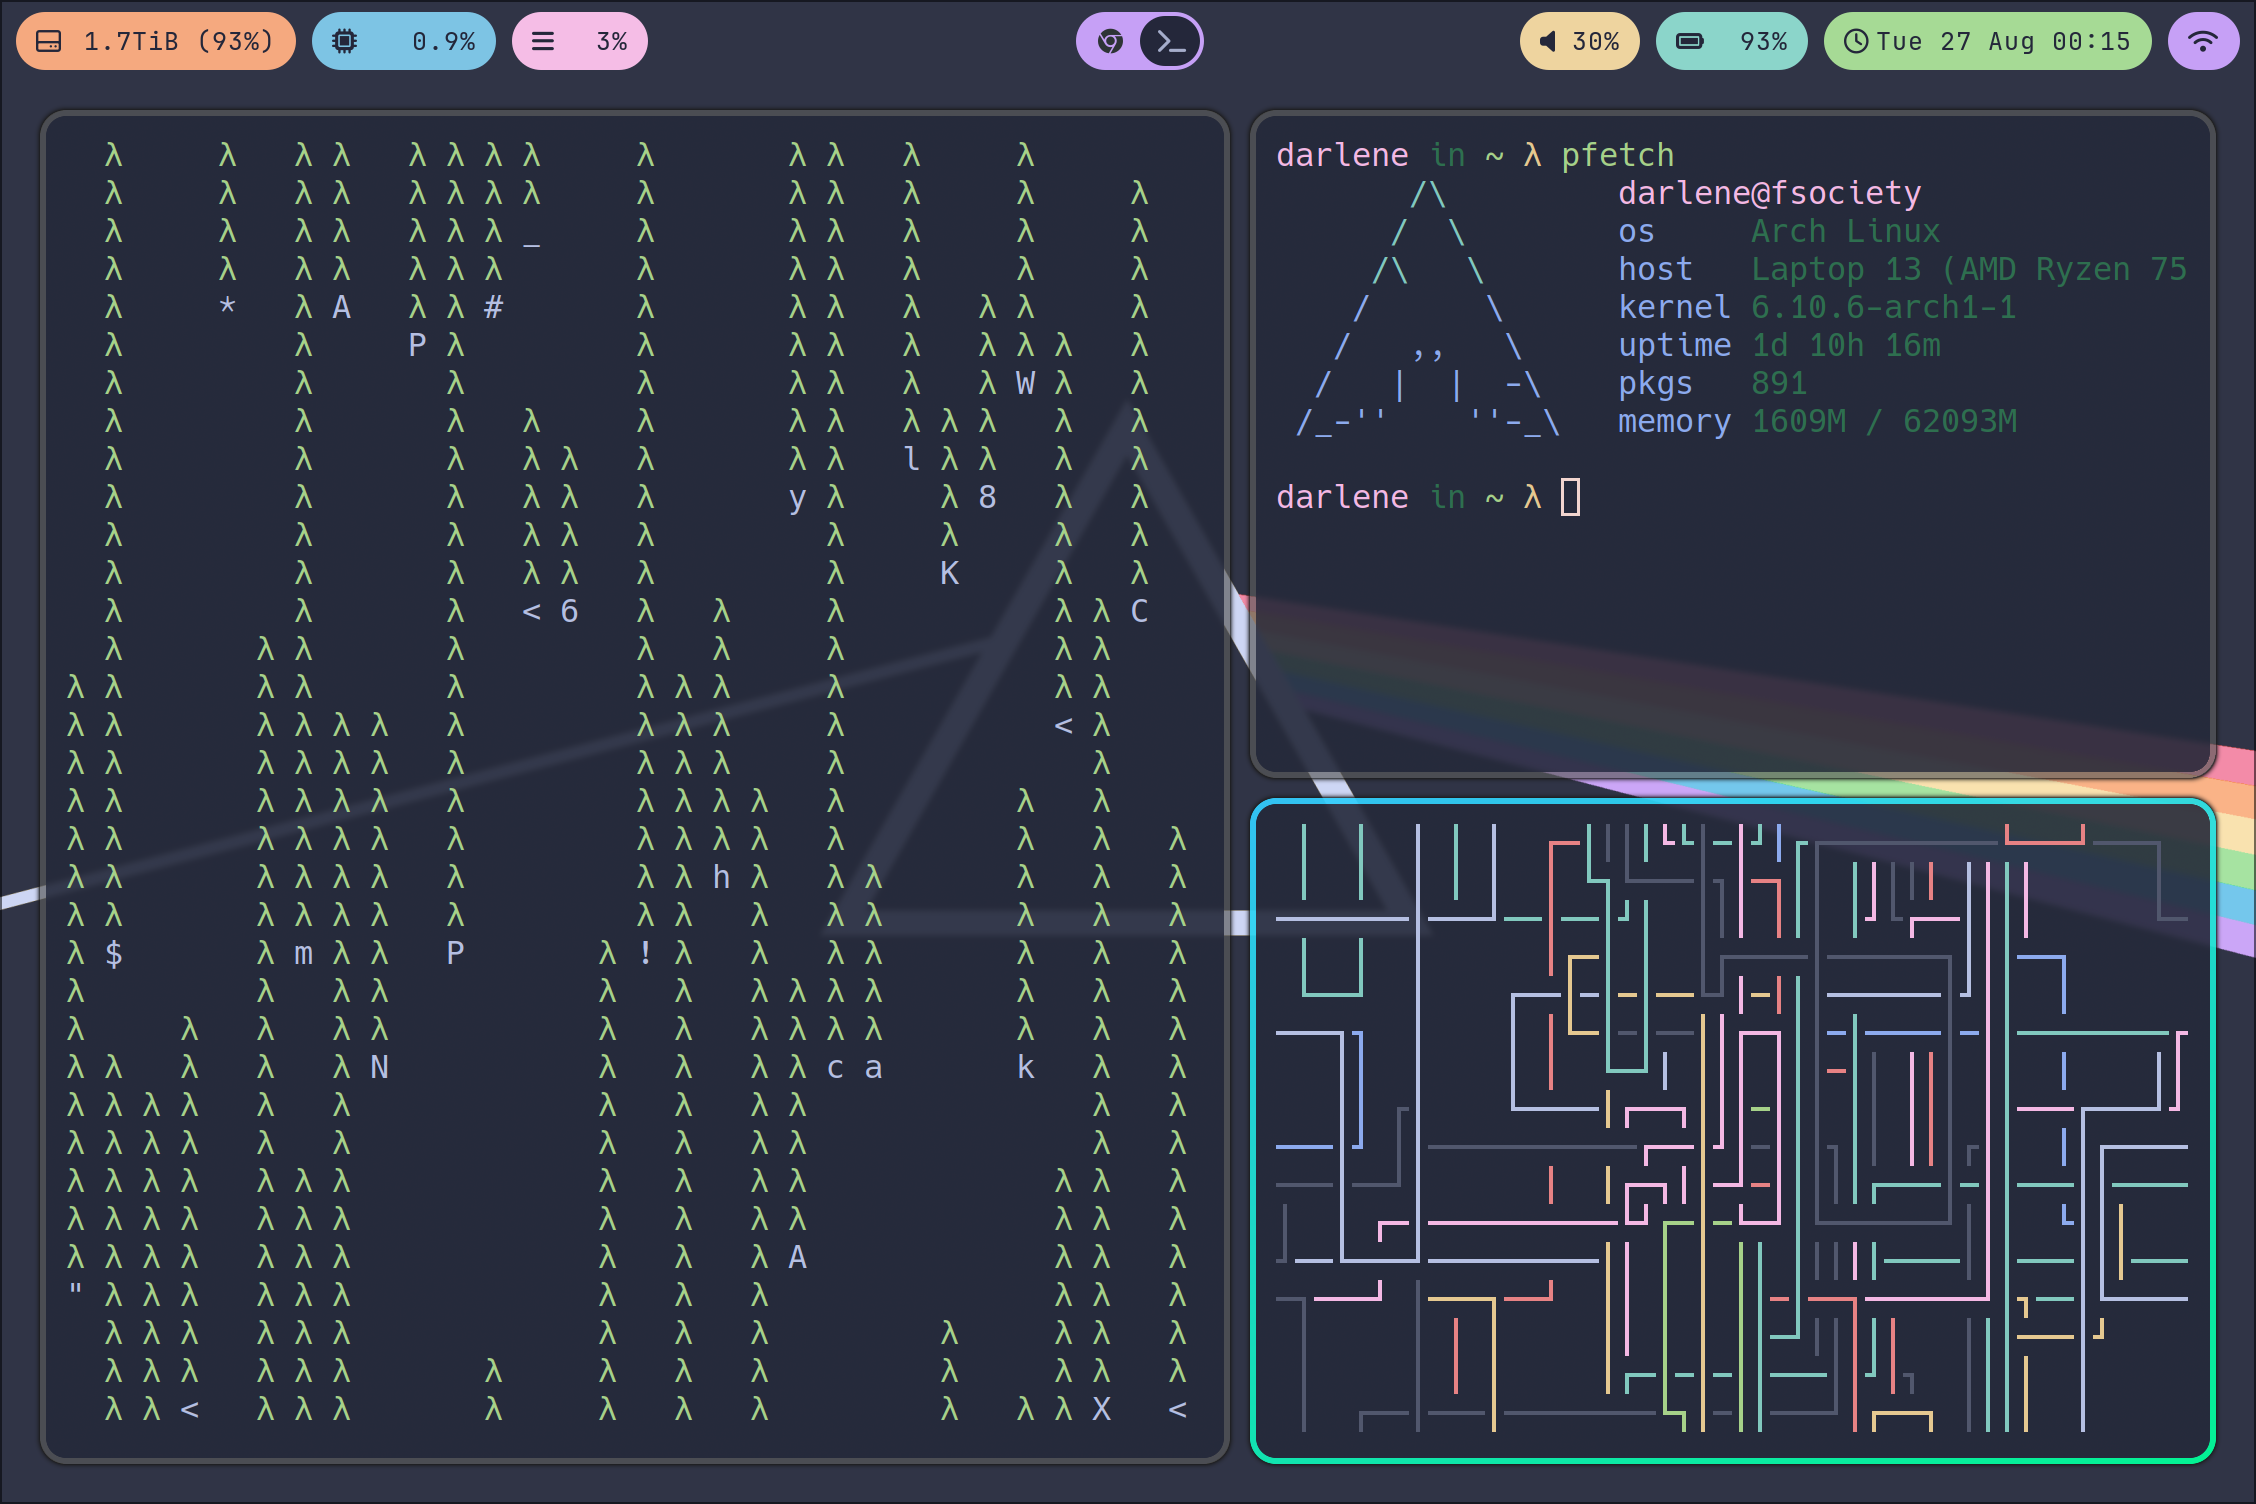 1.7TiB (93%) 0.9% 3% 30% 93% Tue 27 Aug 00:15
λ λ λ λ λ λ λ λ λ λ λ λ λ
λ λ λ λ λ λ λ λ λ λ λ λ λ λ
λ λ λ λ λ λ λ _ λ λ λ λ λ λ
λ λ λ λ λ λ λ λ λ λ λ λ λ
λ * λ A λ λ # λ λ λ λ λ λ λ
λ λ P λ λ λ λ λ λ λ λ λ
λ λ λ λ λ λ λ λ W λ λ
λ λ λ λ λ λ λ λ λ λ λ λ
λ λ λ λ λ λ λ λ l λ λ λ λ
λ λ λ λ λ λ y λ λ 8 λ λ
λ λ λ λ λ λ λ λ λ λ
λ λ λ λ λ λ λ K λ λ
λ λ λ < 6 λ λ λ λ λ C
λ λ λ λ λ λ λ λ λ
λ λ λ λ λ λ λ λ λ λ λ
λ λ λ λ λ λ λ λ λ λ λ < λ
λ λ λ λ λ λ λ λ λ λ λ λ
λ λ λ λ λ λ λ λ λ λ λ λ λ λ
λ λ λ λ λ λ λ λ λ λ λ λ λ λ λ
λ λ λ λ λ λ λ λ λ h λ λ λ λ λ λ
λ λ λ λ λ λ λ λ λ λ λ λ λ λ λ
λ $ λ m λ λ P λ ! λ λ λ λ λ λ λ
λ λ λ λ λ λ λ λ λ λ λ λ λ
λ λ λ λ λ λ λ λ λ λ λ λ λ λ
λ λ λ λ λ N λ λ λ λ c a k λ λ
λ λ λ λ λ λ λ λ λ λ λ λ
λ λ λ λ λ λ λ λ λ λ λ λ
λ λ λ λ λ λ λ λ λ λ λ λ λ λ
λ λ λ λ λ λ λ λ λ λ λ λ λ λ
λ λ λ λ λ λ λ λ λ λ A λ λ λ
" λ λ λ λ λ λ λ λ λ λ λ λ
λ λ λ λ λ λ λ λ λ λ λ λ λ
λ λ λ λ λ λ λ λ λ λ λ λ λ λ
λ λ < λ λ λ λ λ λ λ λ λ λ X <
darlene in ~ λ pfetch
darlene@fsociety
os Arch Linux
host Laptop 13 (AMD Ryzen 75
kernel 6.10.6-arch1-1
uptime 1d 10h 16m
pkgs 891
memory 1609M / 62093M
darlene in ~ λ